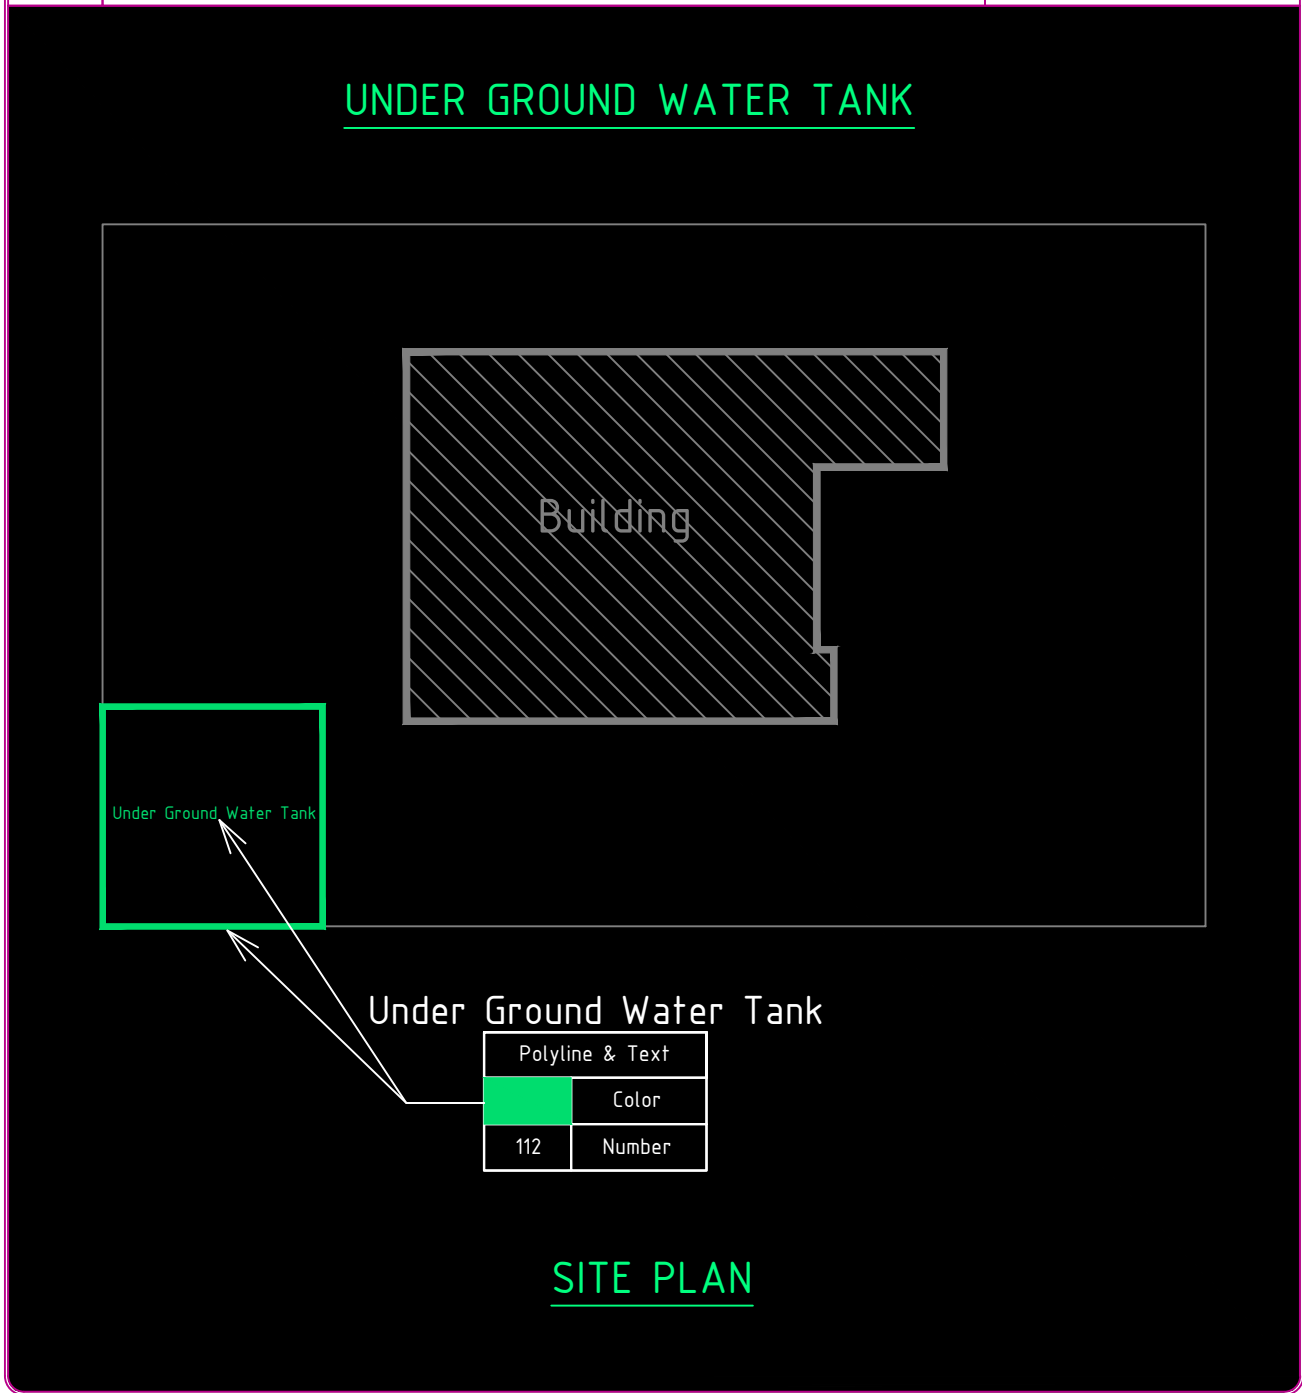 UNDER GROUND WATER TANK
Building
Under Ground Water Tank
Under Ground Water Tank
Polyline & Text
Color
112 Number
SITE PLAN